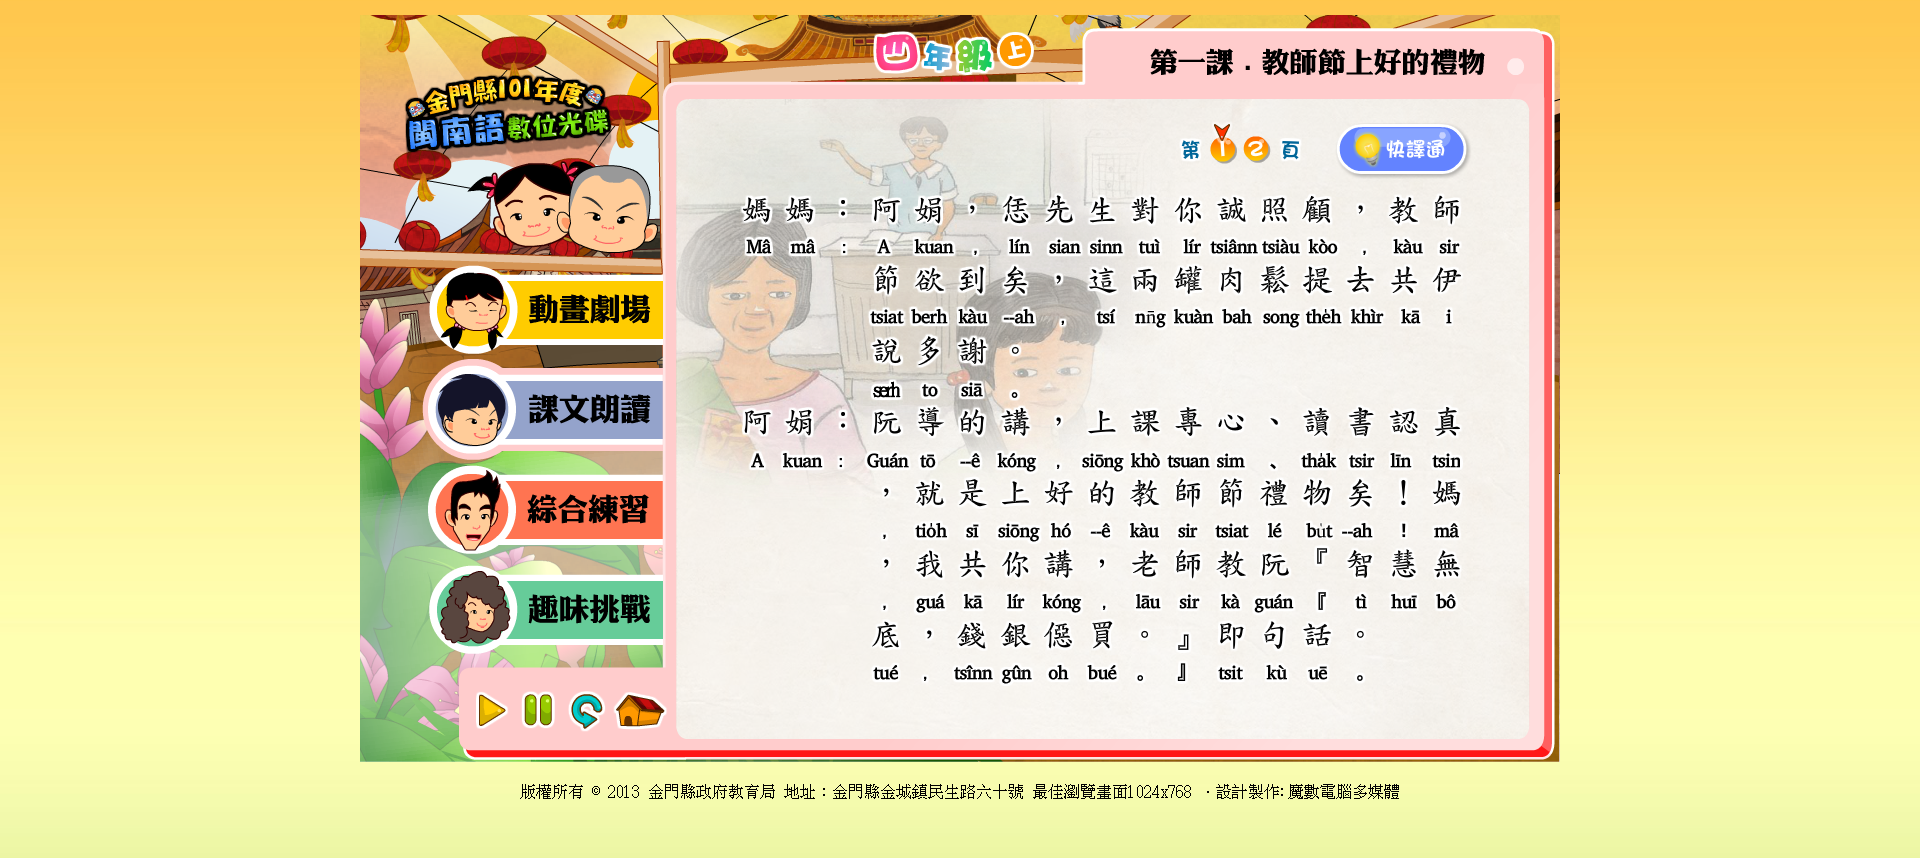 四年級上
第一課．教師節上好的禮物
金門縣101年度
閩南語數位光碟
第 1 2 頁
快譯通
媽媽：阿娟，恁先生對你誠照顧，教師
Mâ mâ : A kuan , lín sian sinn tuì lír tsiânn tsiàu kòo , kàu sir
節欲到矣，這兩罐肉鬆提去共伊
tsiat berh kàu --ah , tsí nn̄g kuàn bah song the̍h khìr kā i
說多謝。
serh to siā 。
阿娟：阮導的講，上課專心、讀書認真
A kuan : Guán tō --ê kóng , siōng khò tsuan sim 、 tha̍k tsir līn tsin
，就是上好的教師節禮物矣！媽
, tio̍h sī siōng hó --ê kàu sir tsiat lé bu̍t --ah ! mâ
，我共你講，老師教阮『智慧無
, guá kā lír kóng , lāu sir kà guán 『 tì huī bô
底，錢銀僫買。』即句話。
tué , tsînn gûn oh bué 。 』 tsit kù uē 。
動畫劇場
課文朗讀
綜合練習
趣味挑戰
版權所有 © 2013 金門縣政府教育局 地址：金門縣金城鎮民生路六十號 最佳瀏覽畫面1024x768 ．設計製作: 魔數電腦多媒體